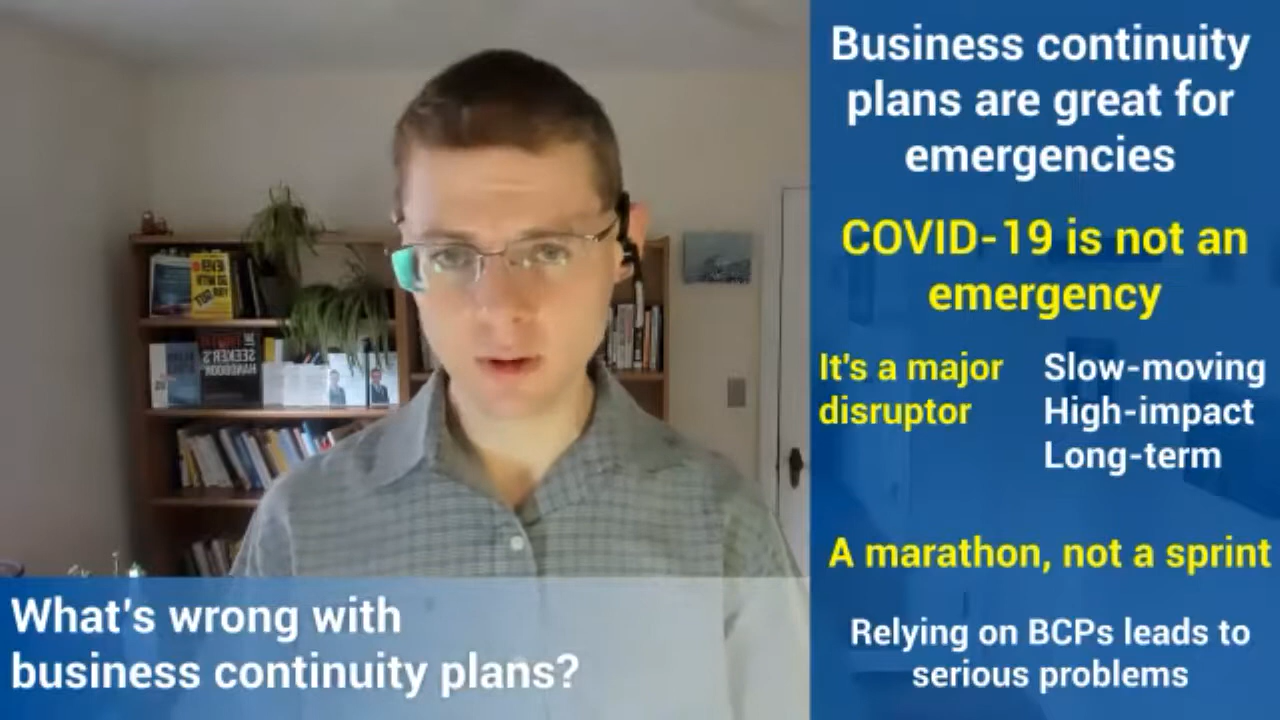 Business continuity
plans are great for
emergencies
COVID-19 is not an
emergency
It's a major
disruptor
Slow-moving
High-impact
Long-term
A marathon, not a sprint
Relying on BCPs leads to
serious problems
What's wrong with
business continuity plans?
SEEKER'S
HANDBOOK